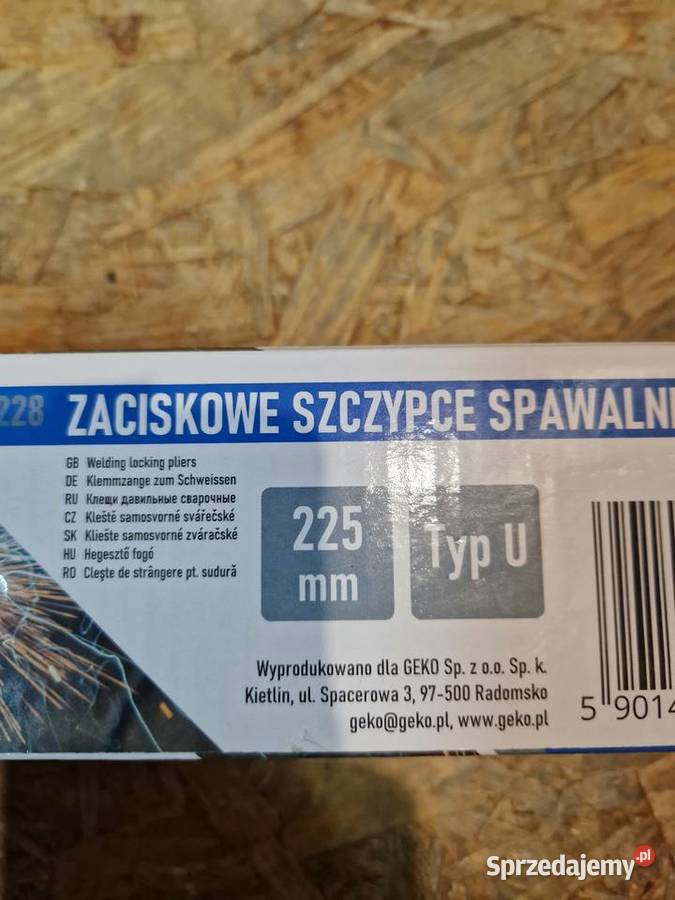 228 ZACISKOWE SZCZYPCE SPAWALNI
GB Welding locking pliers
DE Klemmzange zum Schweissen
RU Клещи давильные сварочные
CZ Kleště samosvorné svářečské
SK Kliešte samosvorné zváračské
HU Hegesztő fogó
RO Cleşte de strângere pt. sudură
225
mm
Typ U
Wyprodukowano dla GEKO Sp. z o.o. Sp. k.
Kietlin, ul. Spacerowa 3, 97-500 Radomsko
geko@geko.pl, www.geko.pl
5 9014
Sprzedajemy.pl